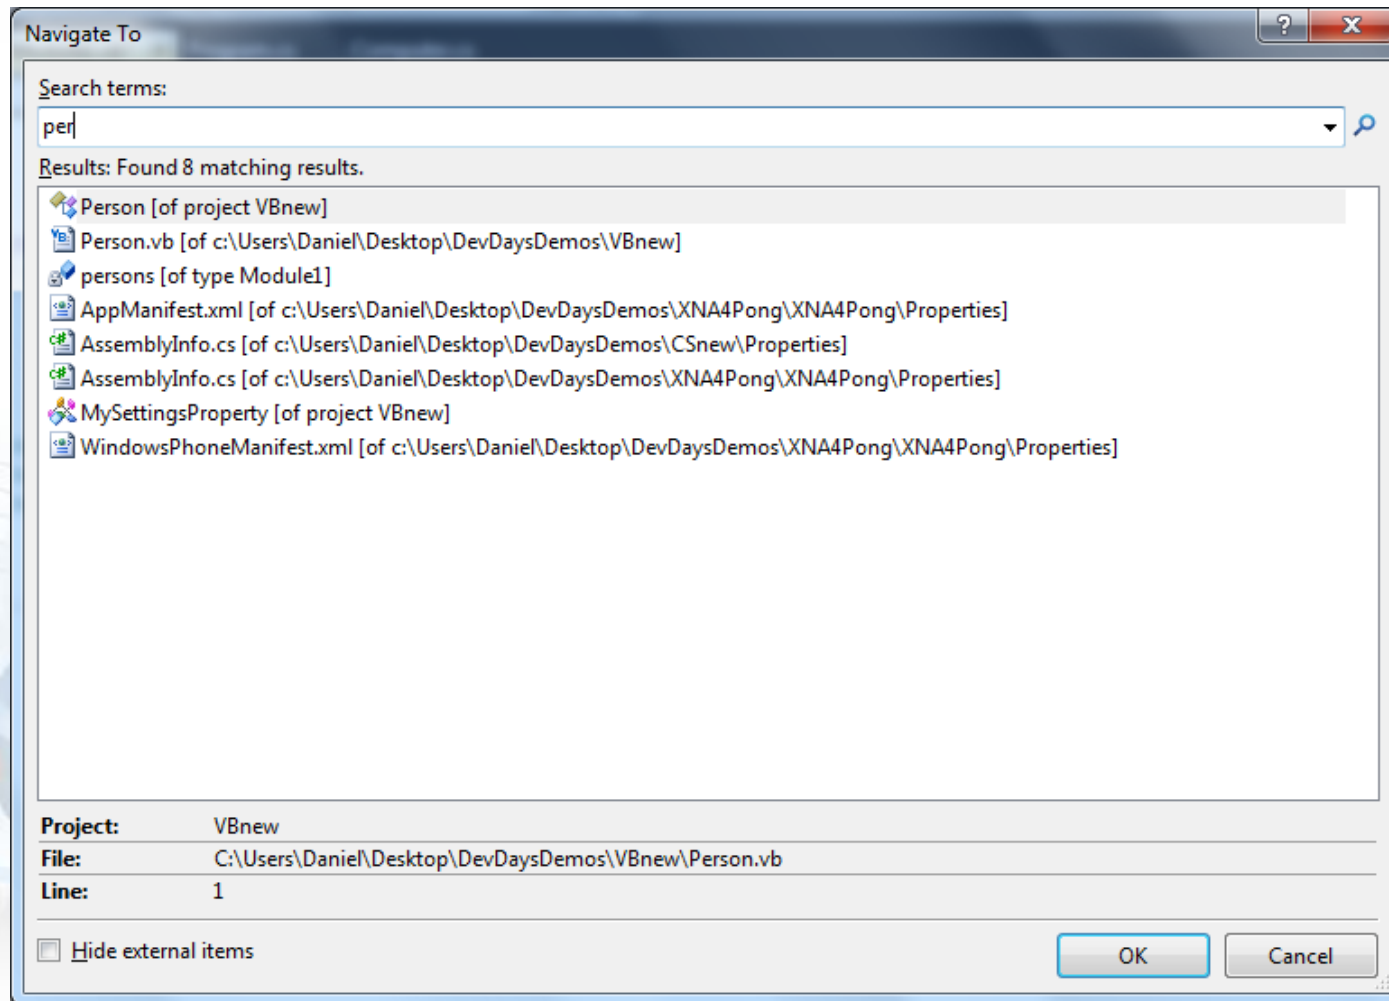 Navigate To
Search terms:
per
Results: Found 8 matching results.
Person [of project VBnew]
Person.vb [of c:\Users\Daniel\Desktop\DevDaysDemos\VBnew]
persons [of type Module1]
AppManifest.xml [of c:\Users\Daniel\Desktop\DevDaysDemos\XNA4Pong\XNA4Pong\Properties]
AssemblyInfo.cs [of c:\Users\Daniel\Desktop\DevDaysDemos\CSnew\Properties]
AssemblyInfo.cs [of c:\Users\Daniel\Desktop\DevDaysDemos\XNA4Pong\XNA4Pong\Properties]
MySettingsProperty [of project VBnew]
WindowsPhoneManifest.xml [of c:\Users\Daniel\Desktop\DevDaysDemos\XNA4Pong\XNA4Pong\Properties]
Project: VBnew
File: C:\Users\Daniel\Desktop\DevDaysDemos\VBnew\Person.vb
Line: 1
Hide external items
OK Cancel